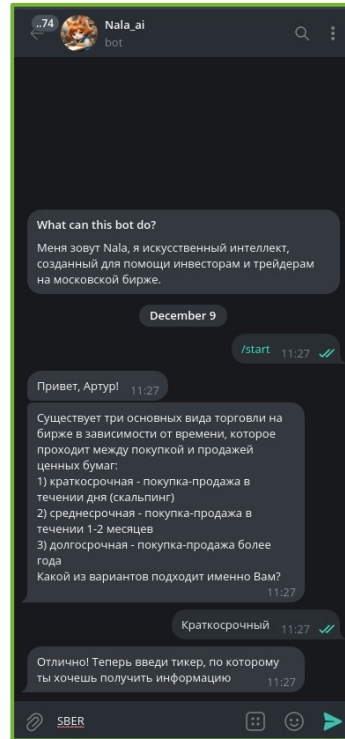 ..74
Nala_ai
bot
What can this bot do?
Меня зовут Nala, я искусственный интеллект,
созданный для помощи инвесторам и трейдерам
на московской бирже.
December 9
/start 11:27
Привет, Артур! 11:27
Существует три основных вида торговли на
бирже в зависимости от времени, которое
проходит между покупкой и продажей
ценных бумаг:
1) краткосрочная - покупка-продажа в
течении дня (скальпинг)
2) среднесрочная - покупка-продажа в
течении 1-2 месяцев
3) долгосрочная - покупка-продажа более
года
Какой из вариантов подходит именно Вам?
11:27
Краткосрочный 11:27
Отлично! Теперь введи тикер, по которому
ты хочешь получить информацию 11:27
SBER